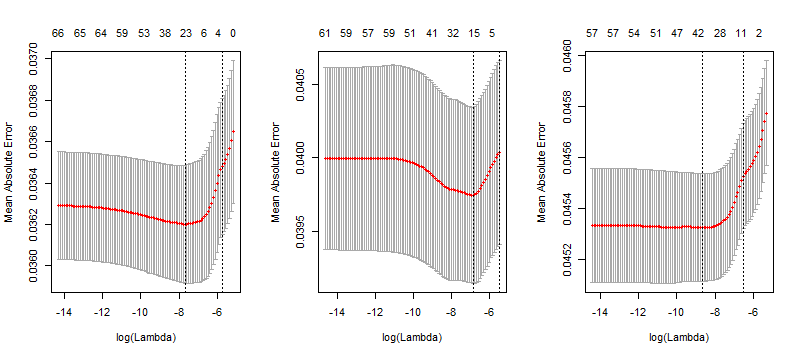 66 65 64 59 53 38 23 6 4 0
Mean Absolute Error
0.0370
0.0368
0.0366
0.0364
0.0362
0.0360
-14 -12 -10 -8 -6
log(Lambda)
61 59 57 58 59 51 41 32 15 5
Mean Absolute Error
0.0405
0.0400
0.0395
-14 -12 -10 -8 -6
log(Lambda)
57 57 54 51 47 42 28 11 2
Mean Absolute Error
0.0460
0.0458
0.0456
0.0454
0.0452
-14 -12 -10 -8 -6
log(Lambda)